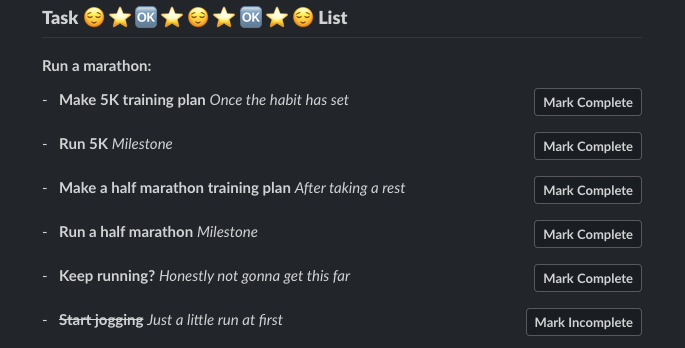 Task 😌⭐🆗⭐😌⭐🆗⭐😌 List
Run a marathon:
- Make 5K training plan Once the habit has set Mark Complete
- Run 5K Milestone Mark Complete
- Make a half marathon training plan After taking a rest Mark Complete
- Run a half marathon Milestone Mark Complete
- Keep running? Honestly not gonna get this far Mark Complete
- Start jogging Just a little run at first Mark Incomplete